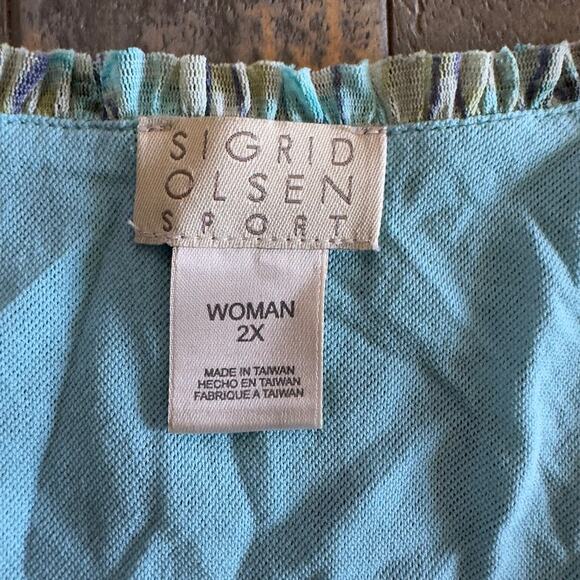 SIGRID
OLSEN
SPORT
WOMAN
2X
MADE IN TAIWAN
HECHO EN TAIWAN
FABRIQUE A TAIWAN